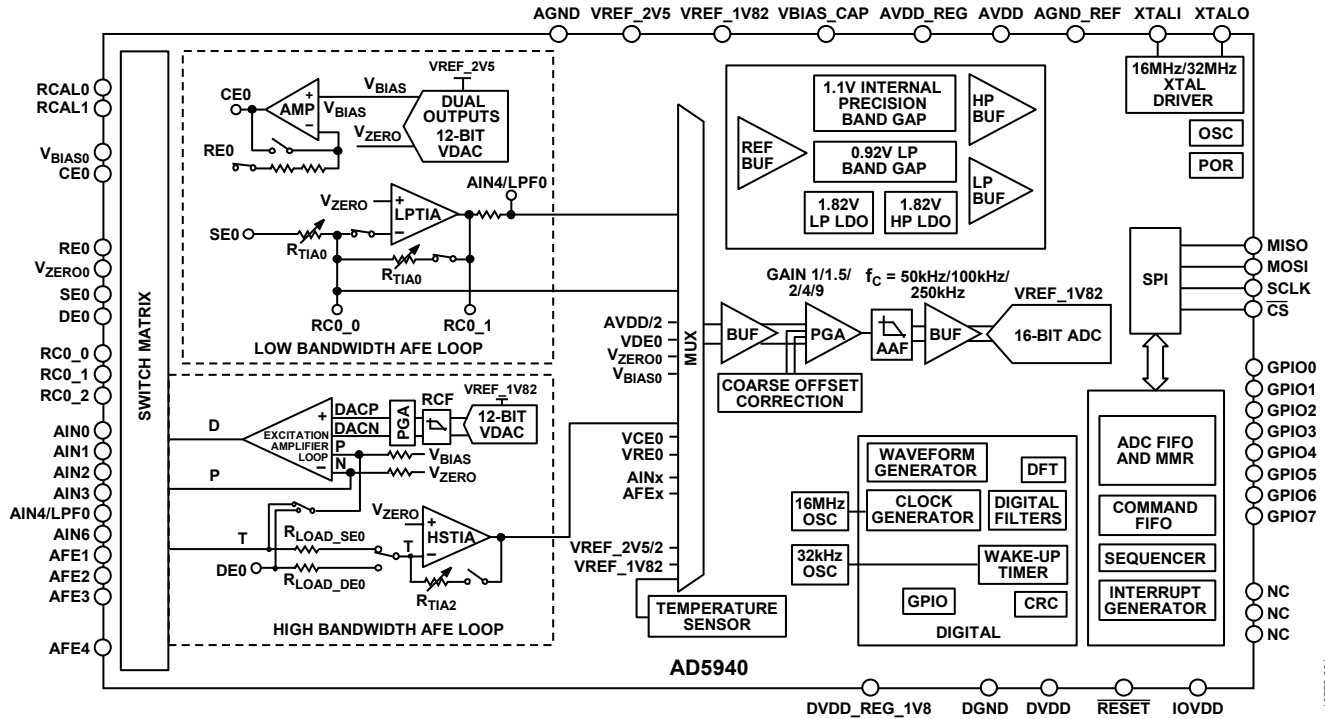 AGND VREF_2V5 VREF_1V82 VBIAS_CAP AVDD_REG AVDD AGND_REF XTALI XTALO
RCAL0
RCAL1
VBIAS0
CE0
RE0
VZERO0
SE0
DE0
RC0_0
RC0_1
RC0_2
AIN0
AIN1
AIN2
AIN3
AIN4/LPF0
AIN6
AFE1
AFE2
AFE3
AFE4
SWITCH MATRIX
VREF_2V5
CE0
AMP
+
−
VBIAS
VBIAS
VZERO
DUAL
OUTPUTS
12-BIT
VDAC
RE0
AIN4/LPF0
VZERO
+
LPTIA
−
SE0
RTIA0
RTIA0
RC0_0
RC0_1
LOW BANDWIDTH AFE LOOP
D
P
T
EXCITATION
AMPLIFIER
LOOP
+
−
DACP
DACN
P
N
PGA
RCF
VREF_1V82
12-BIT
VDAC
VBIAS
VZERO
VZERO
+
HSTIA
−
T
RLOAD_SE0
DE0
RLOAD_DE0
RTIA2
HIGH BANDWIDTH AFE LOOP
MUX
AVDD/2
VDE0
VZERO0
VBIAS0
VCE0
VRE0
AINx
AFEx
VREF_2V5/2
VREF_1V82
TEMPERATURE
SENSOR
REF
BUF
1.1V INTERNAL
PRECISION
BAND GAP
0.92V LP
BAND GAP
1.82V
LP LDO
1.82V
HP LDO
HP
BUF
LP
BUF
GAIN 1/1.5/
2/4/9
fC = 50kHz/100kHz/
250kHz
BUF
PGA
AAF
BUF
VREF_1V82
16-BIT ADC
COARSE OFFSET
CORRECTION
16MHz
OSC
32kHz
OSC
WAVEFORM
GENERATOR
DFT
CLOCK
GENERATOR
DIGITAL
FILTERS
WAKE-UP
TIMER
GPIO
CRC
DIGITAL
16MHz/32MHz
XTAL
DRIVER
OSC
POR
SPI
ADC FIFO
AND MMR
COMMAND
FIFO
SEQUENCER
INTERRUPT
GENERATOR
MISO
MOSI
SCLK
CS
GPIO0
GPIO1
GPIO2
GPIO3
GPIO4
GPIO5
GPIO6
GPIO7
NC
NC
NC
AD5940
DVDD_REG_1V8 DGND DVDD RESET IOVDD